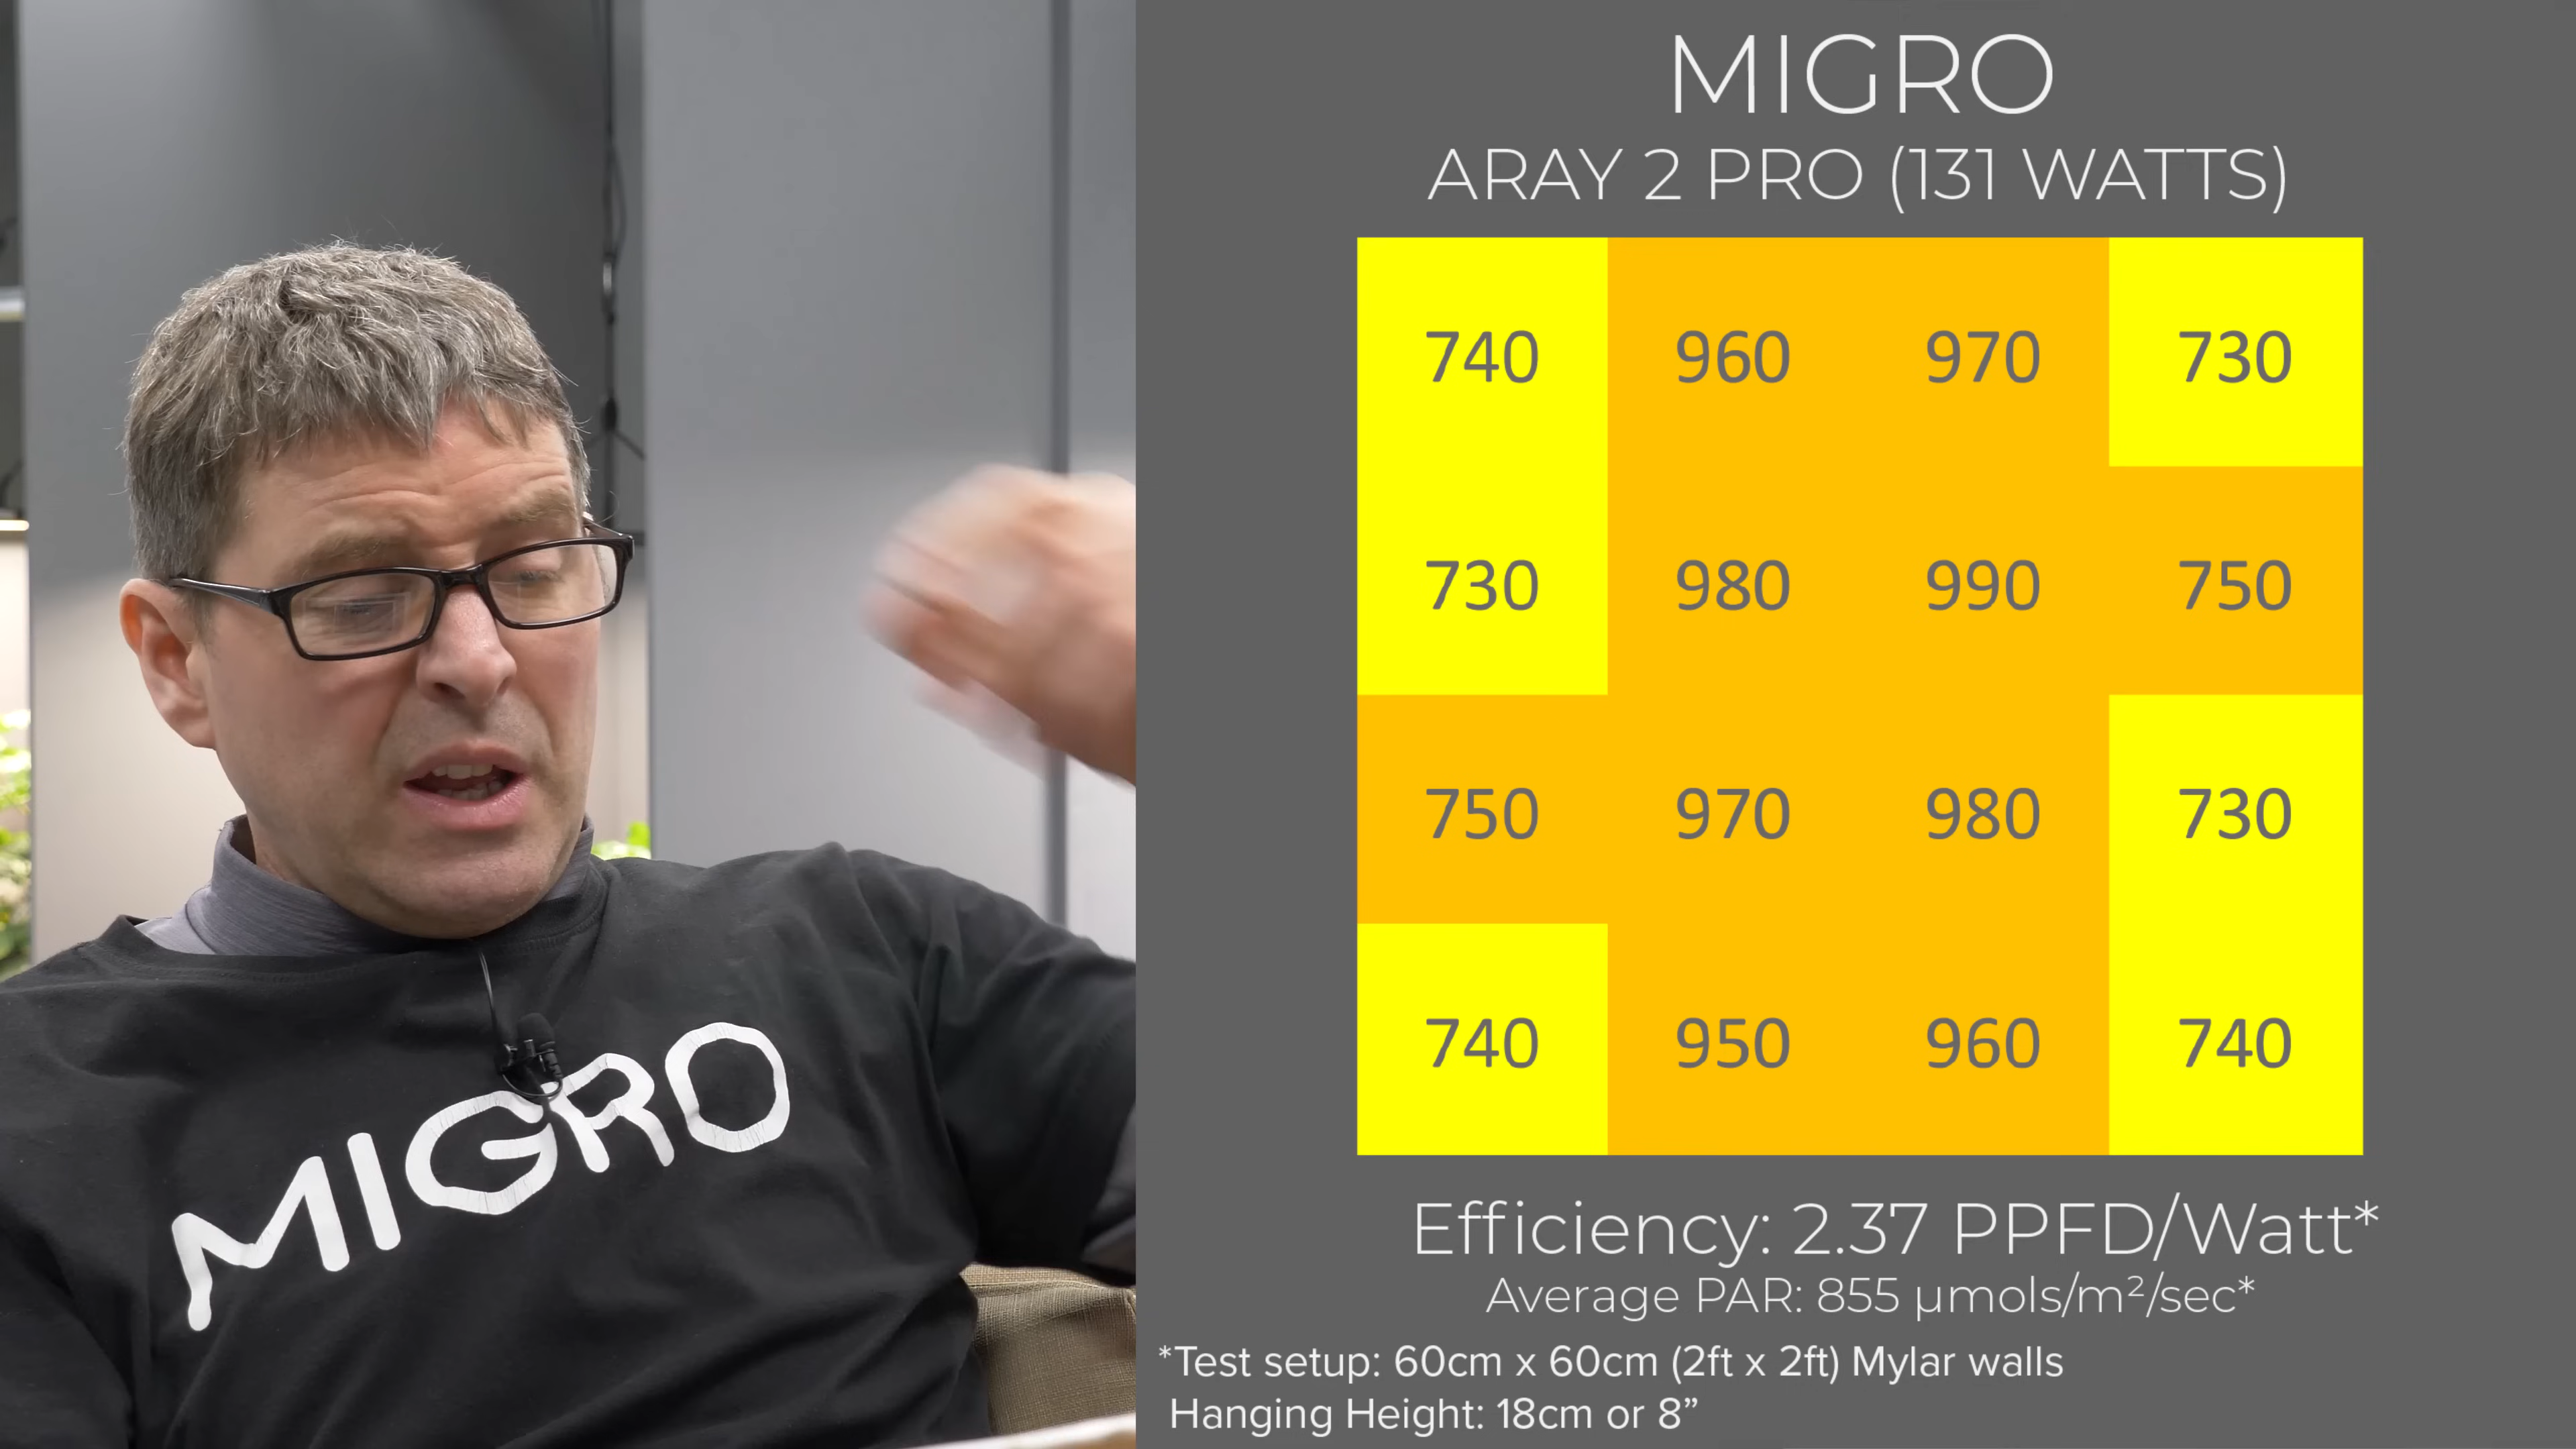 MIGRO
ARAY 2 PRO (131 WATTS)
740 960 970 730
730 980 990 750
750 970 980 730
740 950 960 740
Efficiency: 2.37 PPFD/Watt*
Average PAR: 855 µmols/m²/sec*
*Test setup: 60cm x 60cm (2ft x 2ft) Mylar walls
Hanging Height: 18cm or 8”
MIGRO